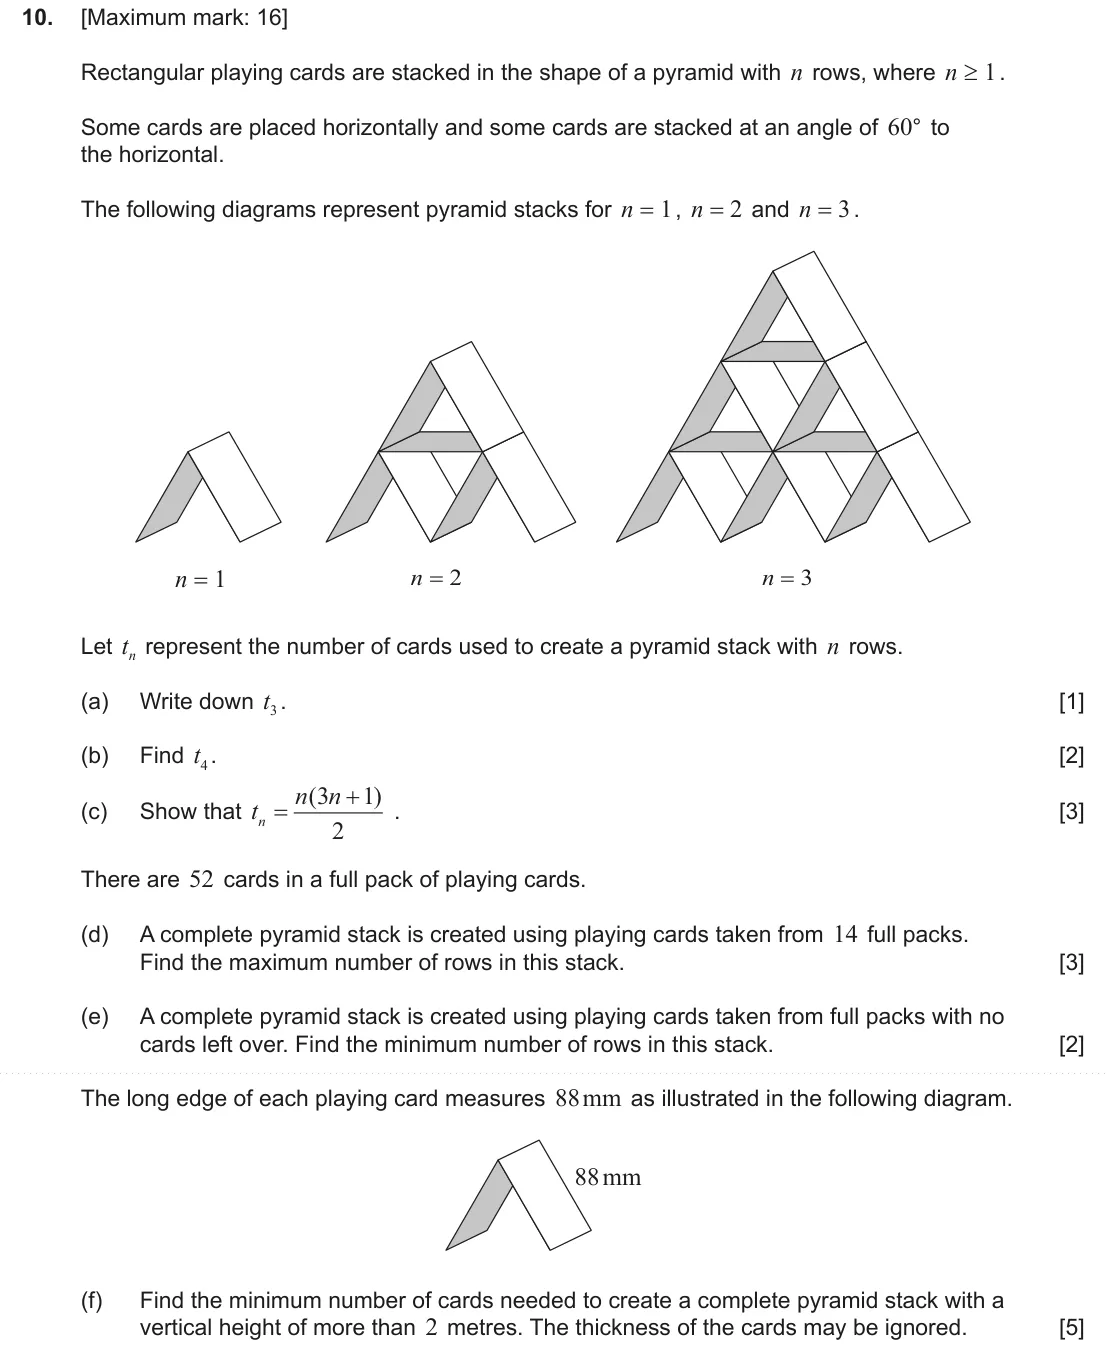 10. [Maximum mark: 16]
Rectangular playing cards are stacked in the shape of a pyramid with n rows, where n ≥ 1.
Some cards are placed horizontally and some cards are stacked at an angle of 60° to
the horizontal.
The following diagrams represent pyramid stacks for n = 1, n = 2 and n = 3.
n = 1 n = 2 n = 3
Let tₙ represent the number of cards used to create a pyramid stack with n rows.
(a) Write down t₃. [1]
(b) Find t₄. [2]
(c) Show that tₙ = n(3n + 1)/2. [3]
There are 52 cards in a full pack of playing cards.
(d) A complete pyramid stack is created using playing cards taken from 14 full packs.
Find the maximum number of rows in this stack. [3]
(e) A complete pyramid stack is created using playing cards taken from full packs with no
cards left over. Find the minimum number of rows in this stack. [2]
The long edge of each playing card measures 88 mm as illustrated in the following diagram.
88 mm
(f) Find the minimum number of cards needed to create a complete pyramid stack with a
vertical height of more than 2 metres. The thickness of the cards may be ignored. [5]